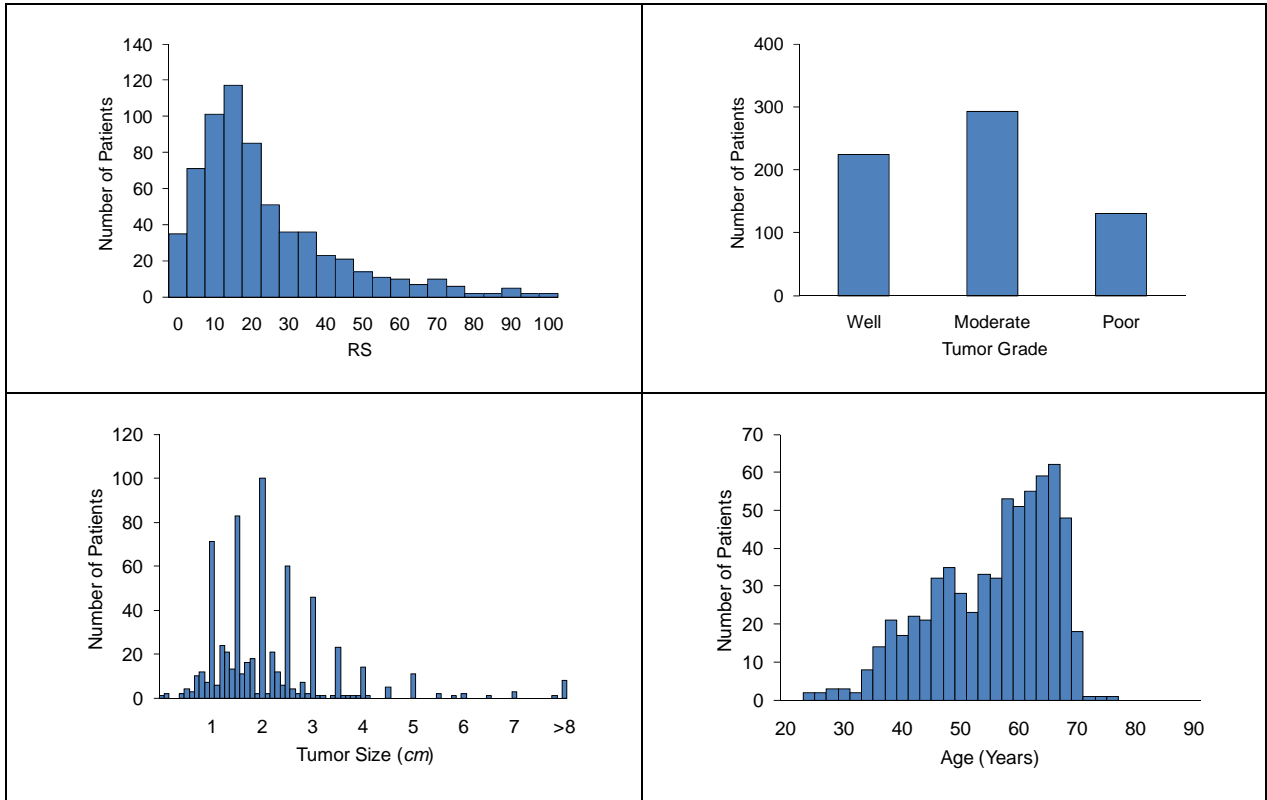 140
120
100
80
60
40
20
0
Number of Patients
0 10 20 30 40 50 60 70 80 90 100
RS
400
300
200
100
0
Number of Patients
Well Moderate Poor
Tumor Grade
120
100
80
60
40
20
0
Number of Patients
1 2 3 4 5 6 7 >8
Tumor Size (cm)
70
60
50
40
30
20
10
0
Number of Patients
20 30 40 50 60 70 80 90
Age (Years)